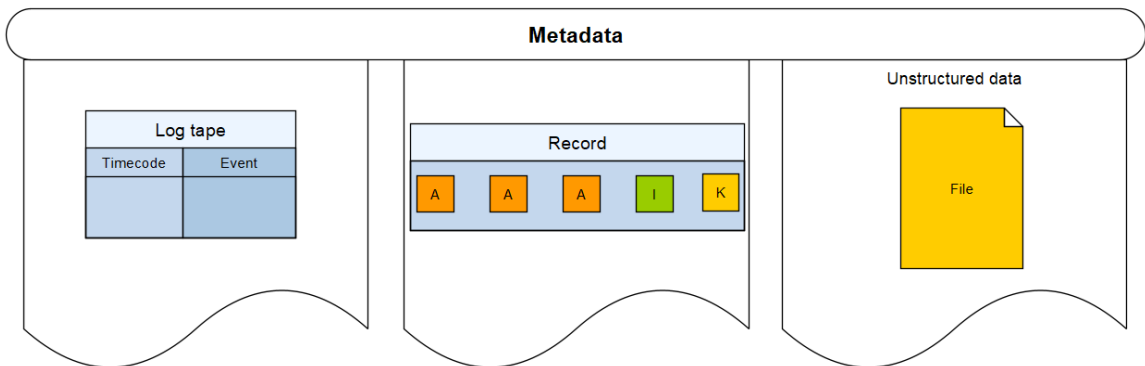 Metadata
Log tape
Timecode Event
Record
A A A I K
Unstructured data
File